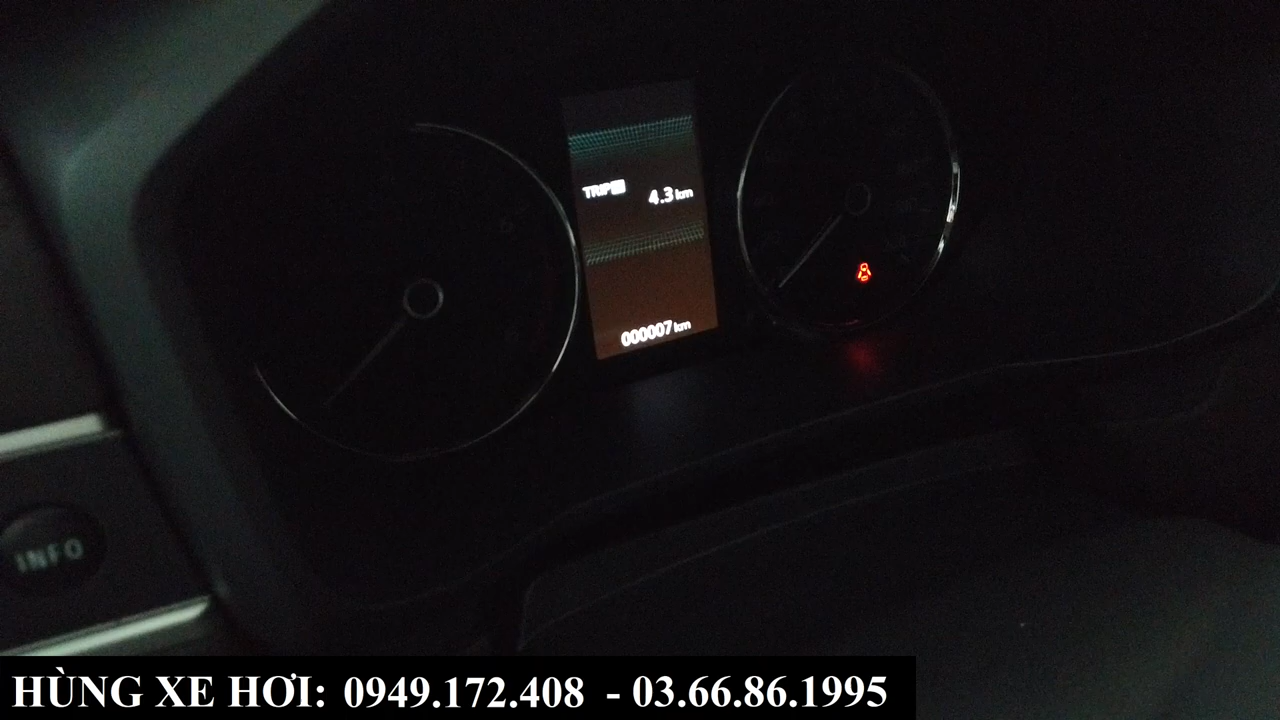 TRIP
4.3 km
000007 km
INFO
HÙNG XE HƠI: 0949.172.408 - 03.66.86.1995